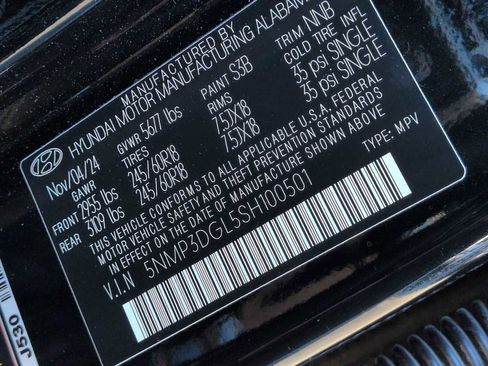 MANUFACTURED BY
HYUNDAI MOTOR MANUFACTURING ALABAMA
Nov/04/24 GVWR 5677 lbs PAINT S3B TRIM NNB
GAWR TIRES RIMS COLD TIRE INFL
FRONT 2955 lbs 245/60R18 7.5JX18 35 psi SINGLE
REAR 3109 lbs 245/60R18 7.5JX18 35 psi SINGLE
THIS VEHICLE CONFORMS TO ALL APPLICABLE U.S.A. FEDERAL
MOTOR VEHICLE SAFETY AND THEFT PREVENTION STANDARDS
IN EFFECT ON THE DATE OF MANUFACTURE SHOWN ABOVE.
V.I.N 5NMP3DGL5SH100501 TYPE: MPV
J530